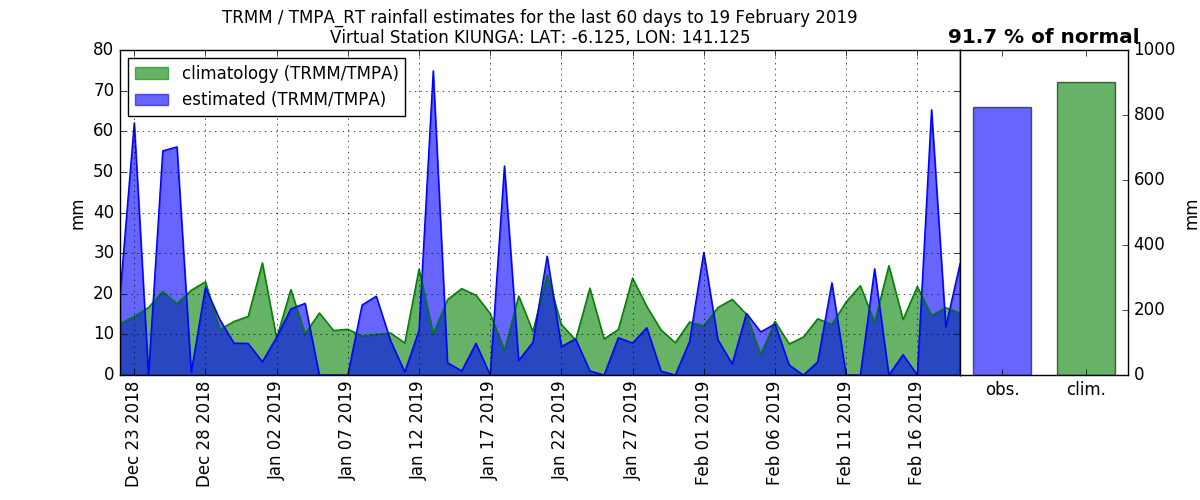 TRMM / TMPA_RT rainfall estimates for the last 60 days to 19 February 2019
Virtual Station KIUNGA: LAT: -6.125, LON: 141.125
91.7 % of normal
climatology (TRMM/TMPA)
estimated (TRMM/TMPA)
mm
80
70
60
50
40
30
20
10
0
Dec 23 2018
Dec 28 2018
Jan 02 2019
Jan 07 2019
Jan 12 2019
Jan 17 2019
Jan 22 2019
Jan 27 2019
Feb 01 2019
Feb 06 2019
Feb 11 2019
Feb 16 2019
obs.
clim.
1000
800
600
400
200
0
mm